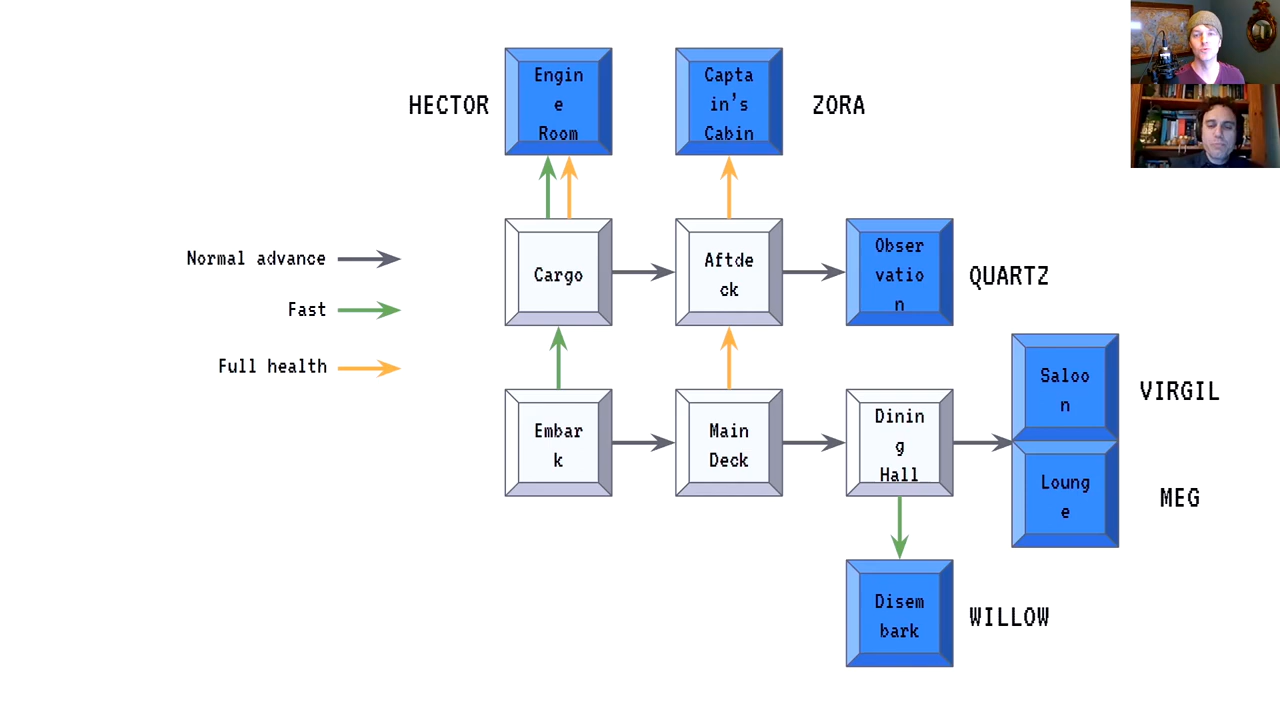 HECTOR
Engin
e
Room
Capta
in's
Cabin
ZORA
Normal advance
Fast
Full health
Cargo
Aftde
ck
Obser
vatio
n
QUARTZ
Embar
k
Main
Deck
Dinin
g
Hall
Saloo
n
VIRGIL
Loung
e
MEG
Disem
bark
WILLOW